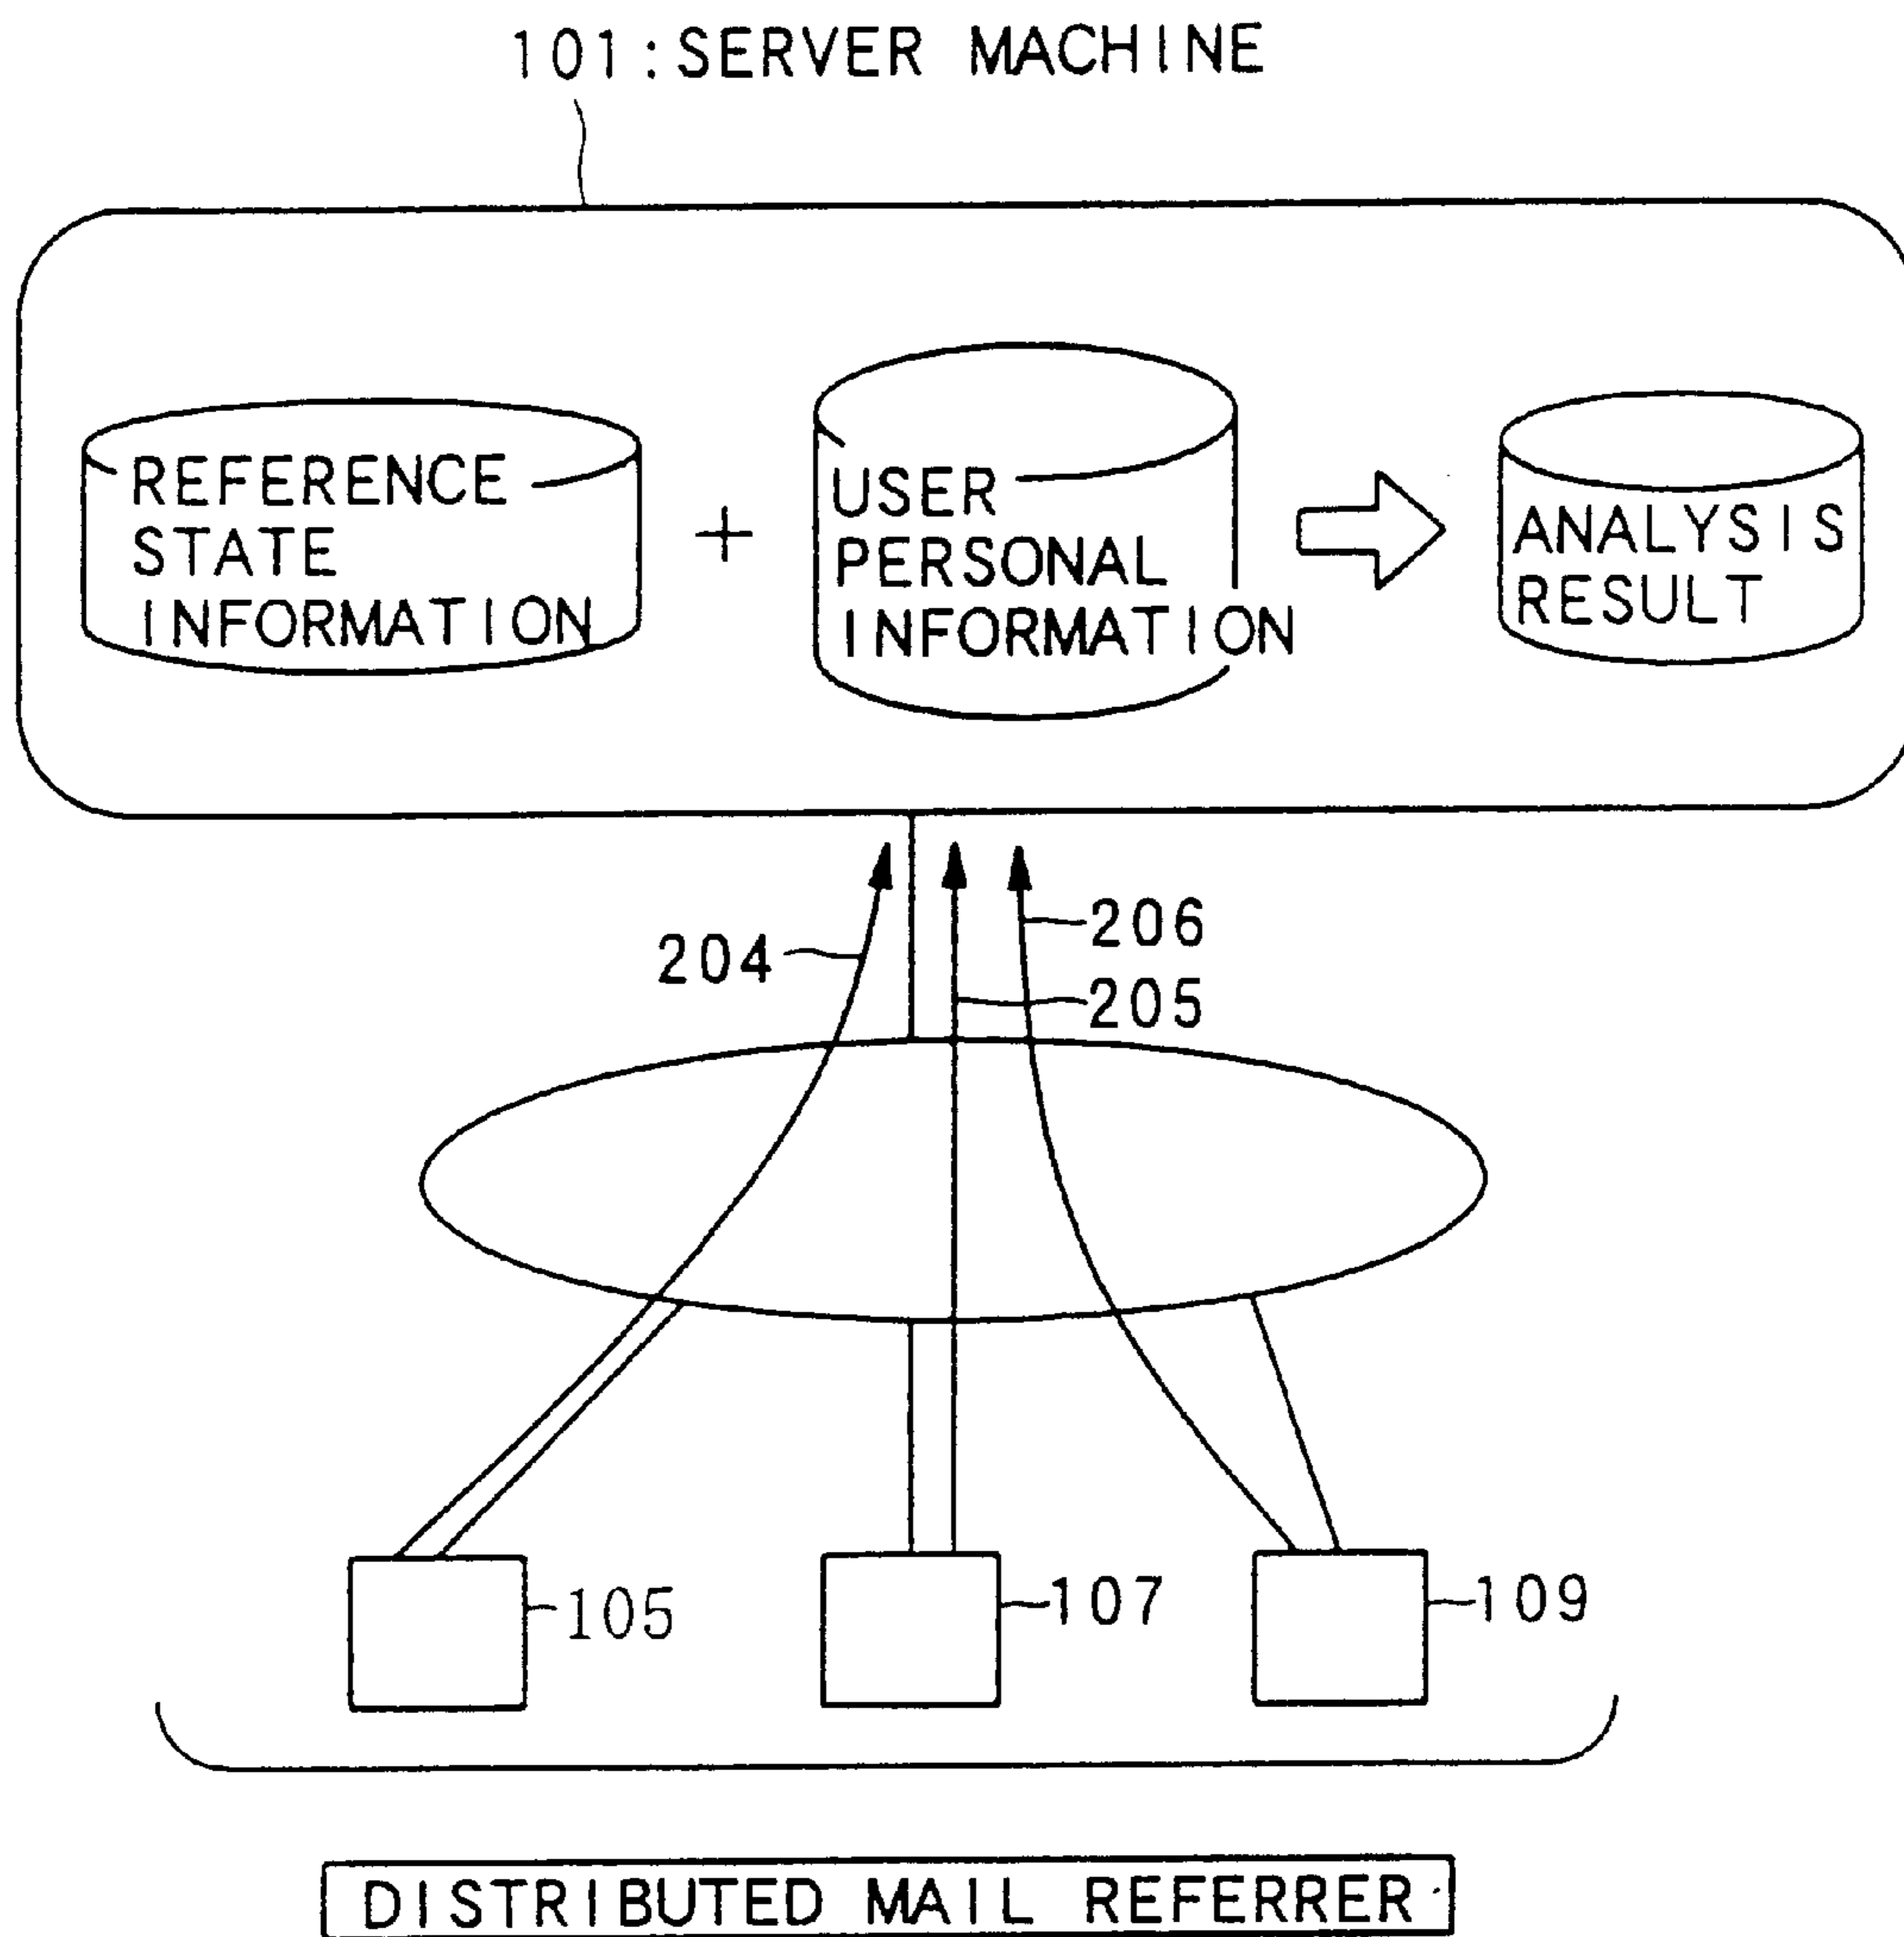 101:SERVER MACHINE
REFERENCE
STATE
INFORMATION
+
USER
PERSONAL
INFORMATION
ANALYSIS
RESULT
204
206
205
105
107
109
DISTRIBUTED MAIL REFERRER